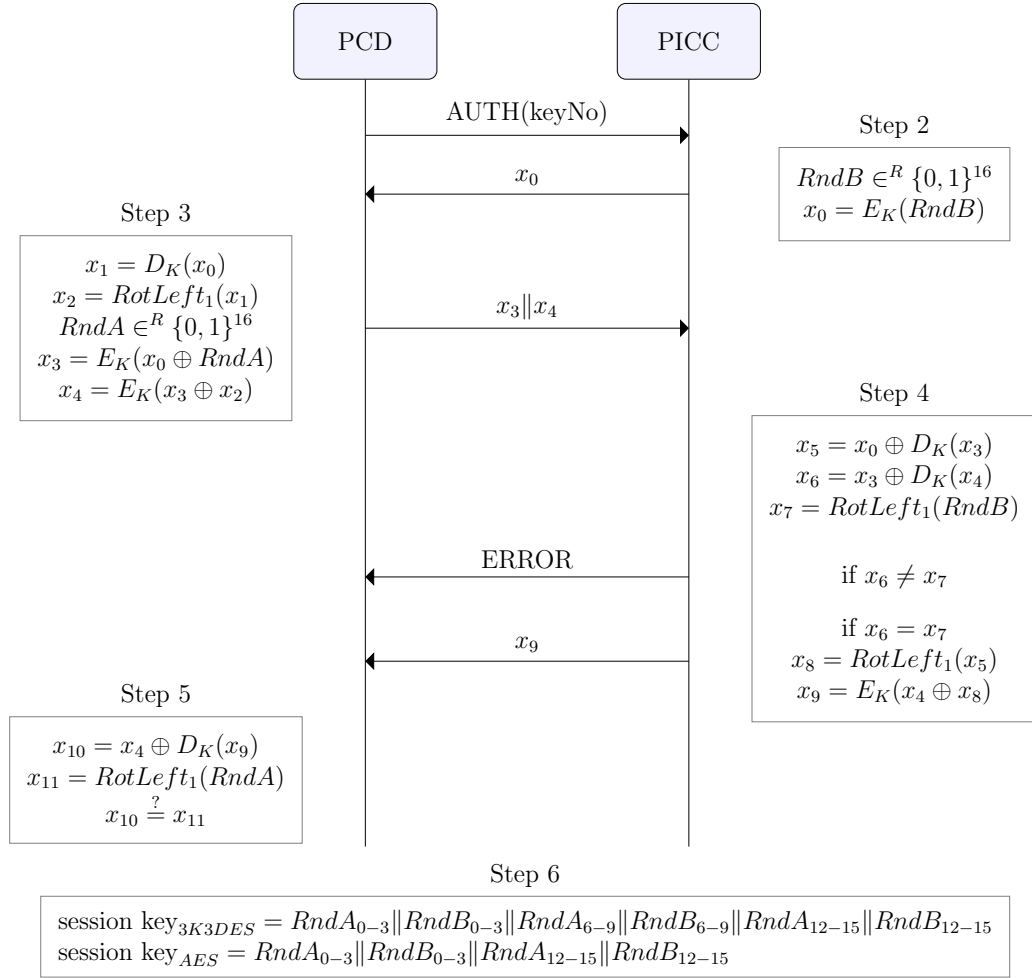 PCD
PICC
AUTH(keyNo)
Step 2
RndB ∈^R {0, 1}^16
x_0 = E_K(RndB)
x_0
Step 3
x_1 = D_K(x_0)
x_2 = RotLeft_1(x_1)
RndA ∈^R {0, 1}^16
x_3 = E_K(x_0 ⊕ RndA)
x_4 = E_K(x_3 ⊕ x_2)
x_3‖x_4
Step 4
x_5 = x_0 ⊕ D_K(x_3)
x_6 = x_3 ⊕ D_K(x_4)
x_7 = RotLeft_1(RndB)
ERROR
if x_6 ≠ x_7
if x_6 = x_7
x_8 = RotLeft_1(x_5)
x_9 = E_K(x_4 ⊕ x_8)
x_9
Step 5
x_10 = x_4 ⊕ D_K(x_9)
x_11 = RotLeft_1(RndA)
x_10 ≟ x_11
Step 6
session key_3K3DES = RndA_0−3‖RndB_0−3‖RndA_6−9‖RndB_6−9‖RndA_12−15‖RndB_12−15
session key_AES = RndA_0−3‖RndB_0−3‖RndA_12−15‖RndB_12−15